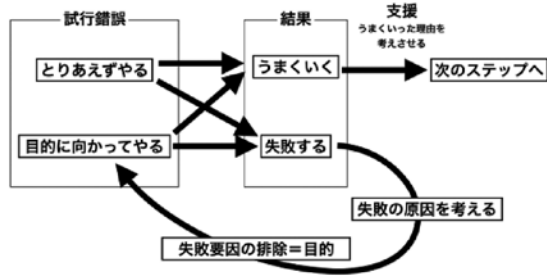 試行錯誤
結果
支援
うまくいった理由を
考えさせる
とりあえずやる
うまくいく
次のステップへ
目的に向かってやる
失敗する
失敗の原因を考える
失敗要因の排除＝目的